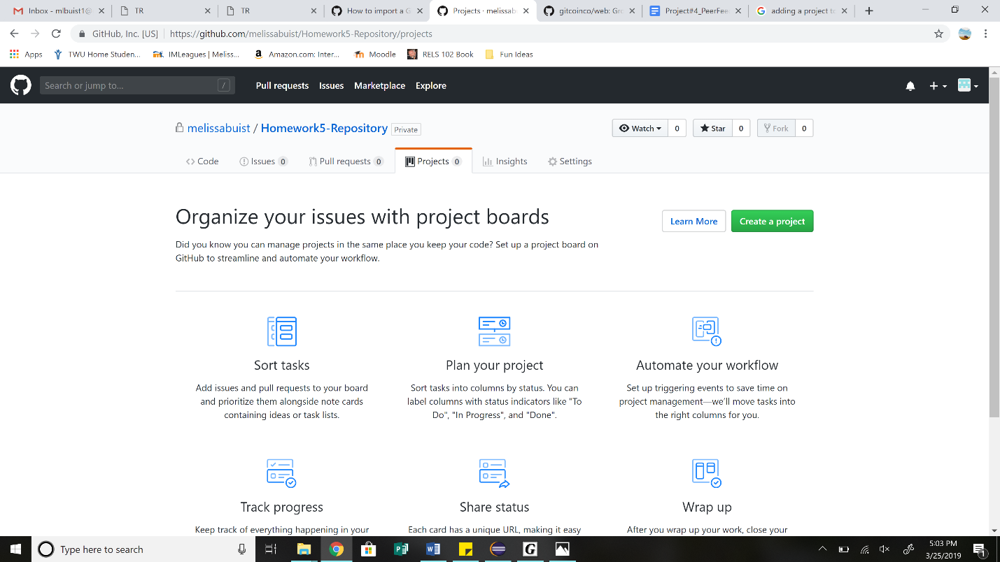 Inbox - mlbuist1@
TR
TR
How to import a G
Projects · melissab
gitcoinco/web: Gro
Project#4_PeerFee
adding a project to
GitHub, Inc. [US]
https://github.com/melissabuist/Homework5-Repository/projects
Apps
TWU Home Studen...
IMLeagues | Meliss...
Amazon.com: Inter...
Moodle
RELS 102 Book
Fun Ideas
Search or jump to...
/
Pull requests
Issues
Marketplace
Explore
melissabuist / Homework5-Repository
Private
Watch
0
Star
0
Fork
0
Code
Issues 0
Pull requests 0
Projects 0
Insights
Settings
Organize your issues with project boards
Learn More
Create a project
Did you know you can manage projects in the same place you keep your code? Set up a project board on
GitHub to streamline and automate your workflow.
Sort tasks
Add issues and pull requests to your board
and prioritize them alongside note cards
containing ideas or task lists.
Plan your project
Sort tasks into columns by status. You can
label columns with status indicators like "To
Do", "In Progress", and "Done".
Automate your workflow
Set up triggering events to save time on
project management—we'll move tasks into
the right columns for you.
Track progress
Keep track of everything happening in your
Share status
Each card has a unique URL, making it easy
Wrap up
After you wrap up your work, close your
Type here to search
5:03 PM
3/25/2019
1